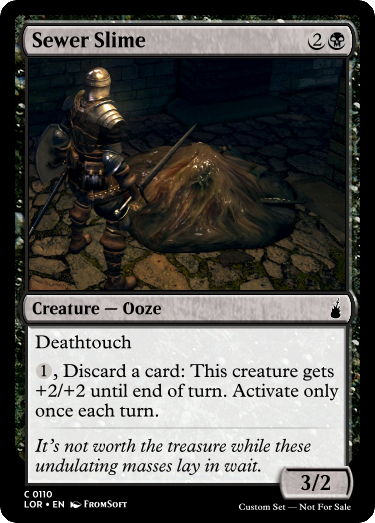 Sewer Slime 2
Creature — Ooze
Deathtouch
1, Discard a card: This creature gets
+2/+2 until end of turn. Activate only
once each turn.
It's not worth the treasure while these
undulating masses lay in wait.
3/2
C 0110
LOR • EN FromSoft
Custom Set — Not For Sale